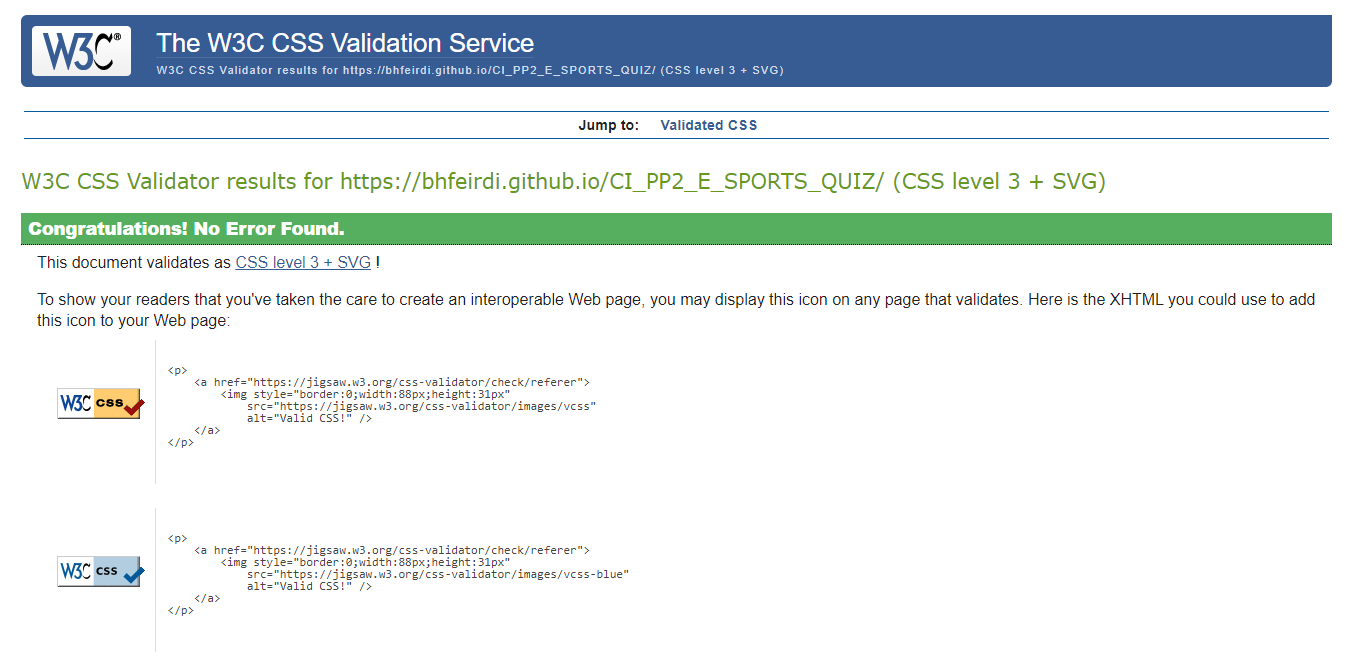 W3C® The W3C CSS Validation Service
W3C CSS Validator results for https://bhfeirdi.github.io/CI_PP2_E_SPORTS_QUIZ/ (CSS level 3 + SVG)
Jump to: Validated CSS
W3C CSS Validator results for https://bhfeirdi.github.io/CI_PP2_E_SPORTS_QUIZ/ (CSS level 3 + SVG)
Congratulations! No Error Found.
This document validates as CSS level 3 + SVG !
To show your readers that you've taken the care to create an interoperable Web page, you may display this icon on any page that validates. Here is the XHTML you could use to add
this icon to your Web page:
<p>
<a href="https://jigsaw.w3.org/css-validator/check/referer">
<img style="border:0;width:88px;height:31px"
W3C css
src="https://jigsaw.w3.org/css-validator/images/vcss"
alt="Valid CSS!" />
</a>
</p>
<p>
<a href="https://jigsaw.w3.org/css-validator/check/referer">
<img style="border:0;width:88px;height:31px"
W3C css
src="https://jigsaw.w3.org/css-validator/images/vcss-blue"
alt="Valid CSS!" />
</a>
</p>